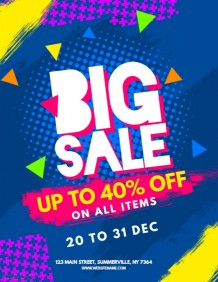 BIG
SALE
UP TO 40% OFF
ON ALL ITEMS
20 TO 31 DEC
123 MAIN STREET, SUMMERVILLE, NY 7364
WWW.WEBSITENAME.COM